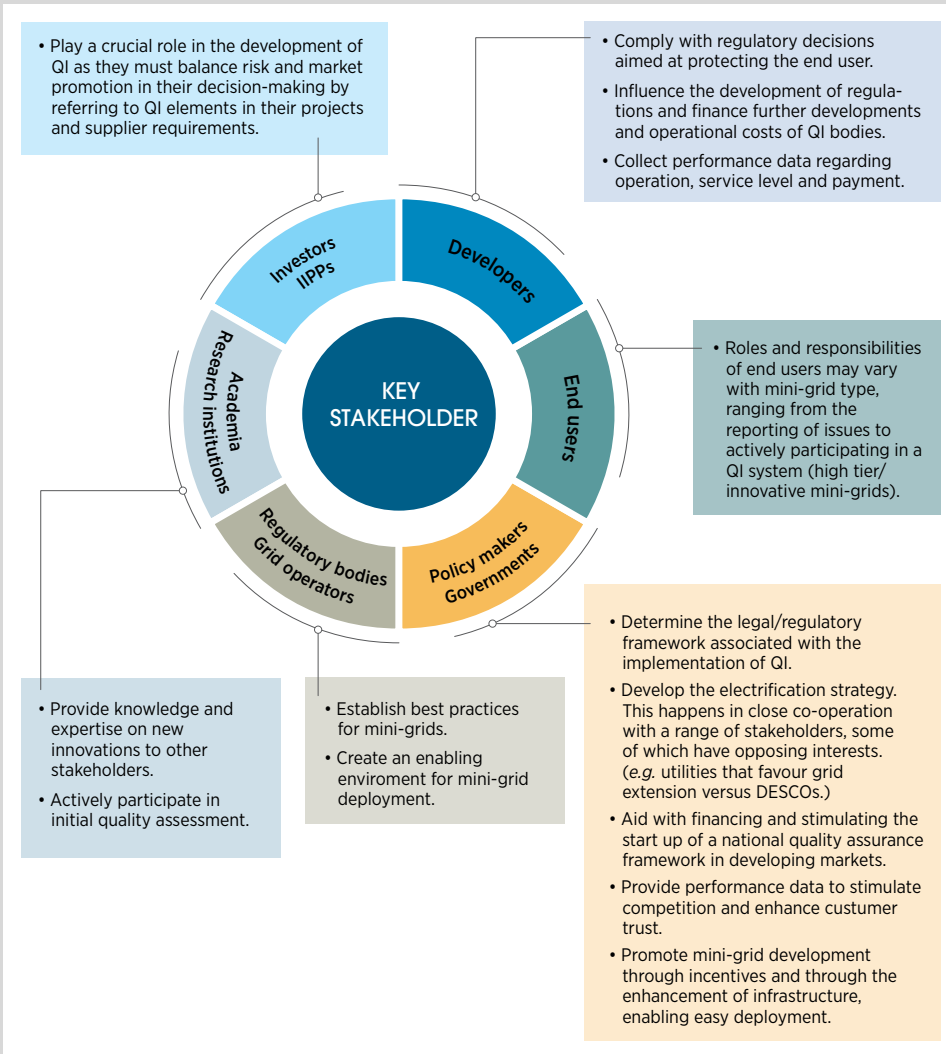 • Play a crucial role in the development of
QI as they must balance risk and market
promotion in their decision-making by
referring to QI elements in their projects
and supplier requirements.
• Comply with regulatory decisions
aimed at protecting the end user.
• Influence the development of regula-
tions and finance further developments
and operational costs of QI bodies.
• Collect performance data regarding
operation, service level and payment.
Investors
IIPPs
Developers
Academia
Research institutions
KEY
STAKEHOLDER
End users
• Roles and responsibilities
of end users may vary
with mini-grid type,
ranging from the
reporting of issues to
actively participating in a
QI system (high tier/
innovative mini-grids).
Regulatory bodies
Grid operators
Policy makers
Governments
• Provide knowledge and
expertise on new
innovations to other
stakeholders.
• Actively participate in
initial quality assessment.
• Establish best practices
for mini-grids.
• Create an enabling
enviroment for mini-grid
deployment.
• Determine the legal/regulatory
framework associated with the
implementation of QI.
• Develop the electrification strategy.
This happens in close co-operation
with a range of stakeholders, some
of which have opposing interests.
(e.g. utilities that favour grid
extension versus DESCOs.)
• Aid with financing and stimulating the
start up of a national quality assurance
framework in developing markets.
• Provide performance data to stimulate
competition and enhance custumer
trust.
• Promote mini-grid development
through incentives and through the
enhancement of infrastructure,
enabling easy deployment.